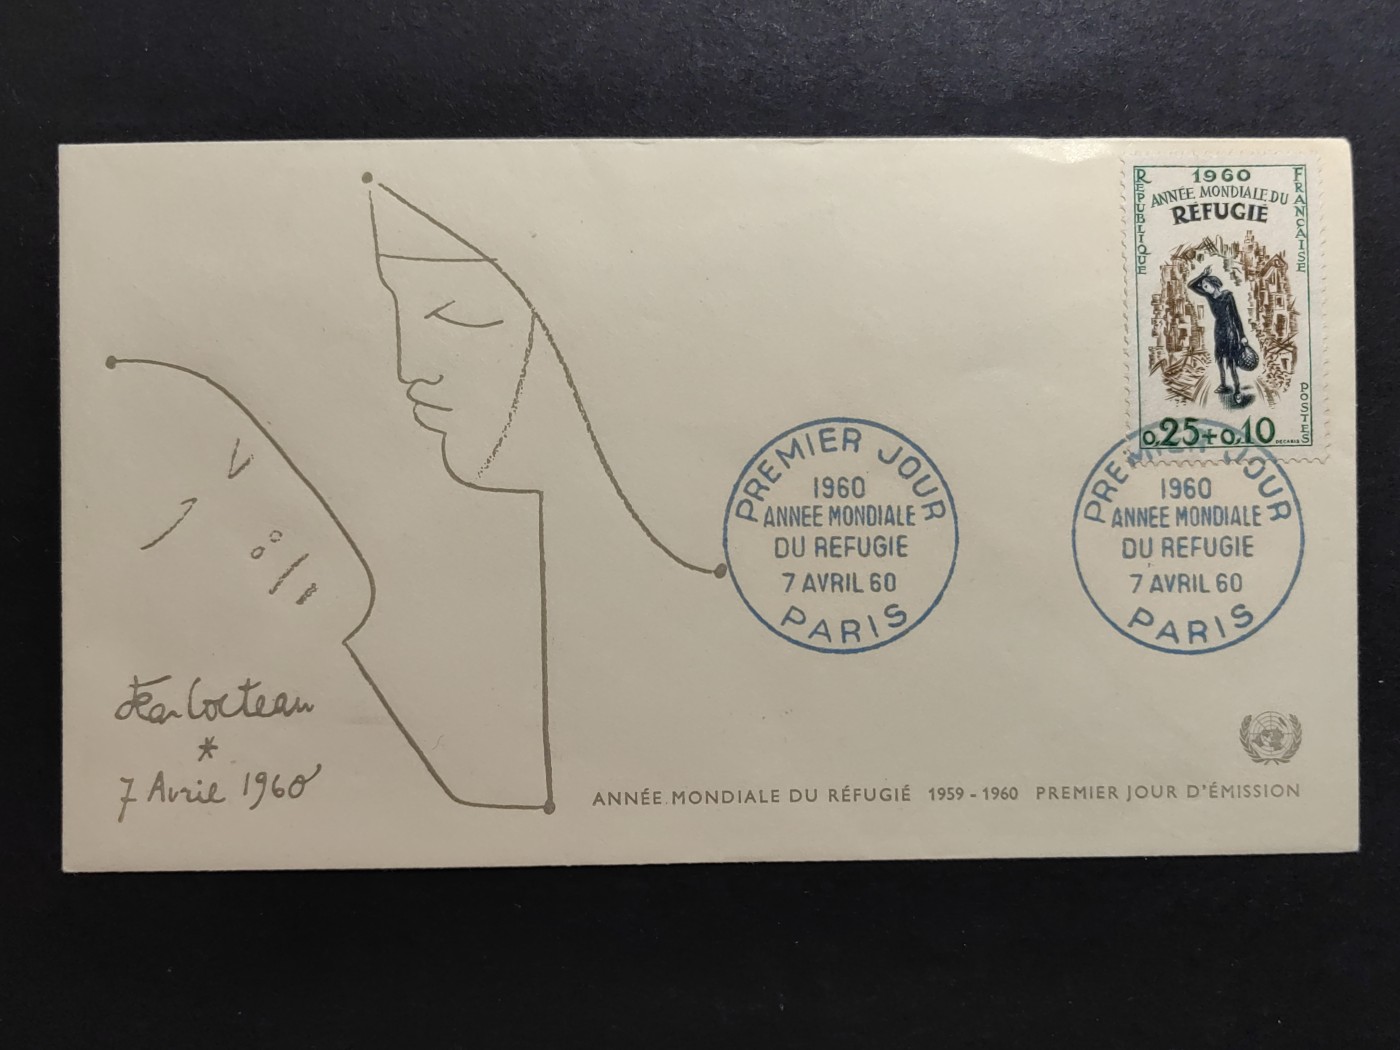 RÉPUBLIQUE
1960
ANNÉE MONDIALE DU
RÉFUGIÉ
FRANÇAISE
POSTES
0,25+0,10
DECARIS
PREMIER JOUR
1960
ANNEE MONDIALE
DU REFUGIE
7 AVRIL 60
PARIS
PREMIER JOUR
1960
ANNEE MONDIALE
DU REFUGIE
7 AVRIL 60
PARIS
Jean Cocteau
*
7 Avril 1960
ANNÉE MONDIALE DU RÉFUGIÉ 1959 - 1960 PREMIER JOUR D'ÉMISSION